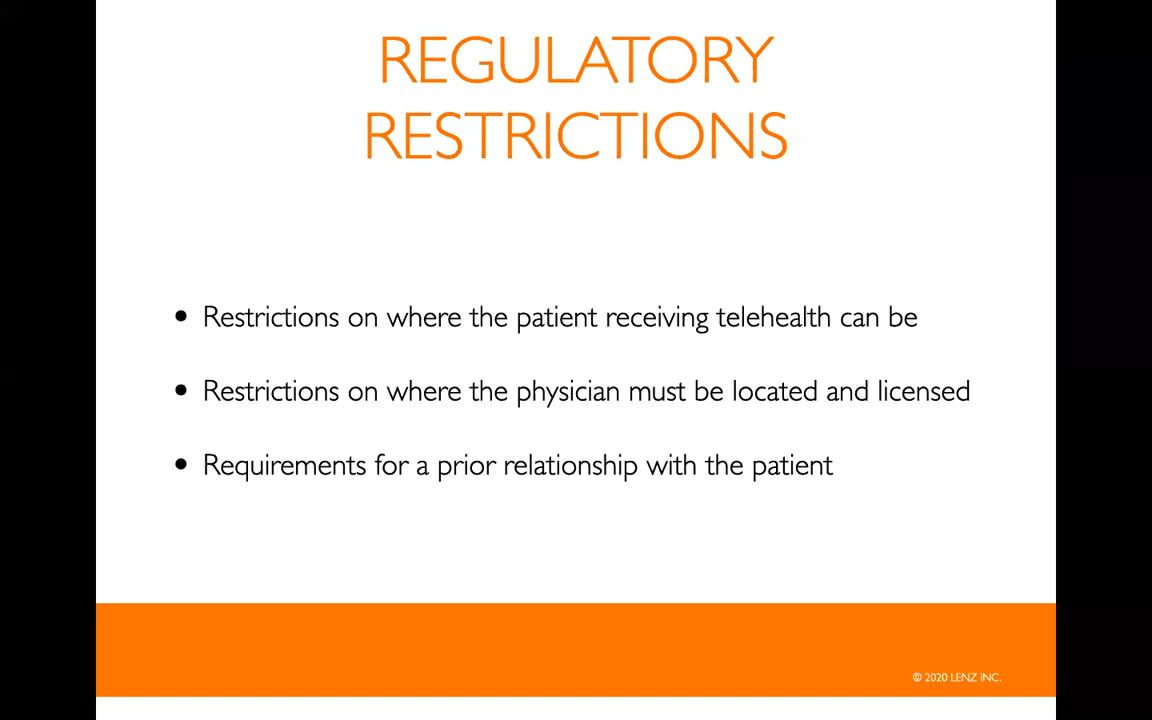 REGULATORY
RESTRICTIONS
• Restrictions on where the patient receiving telehealth can be
• Restrictions on where the physician must be located and licensed
• Requirements for a prior relationship with the patient
© 2020 LENZ INC.